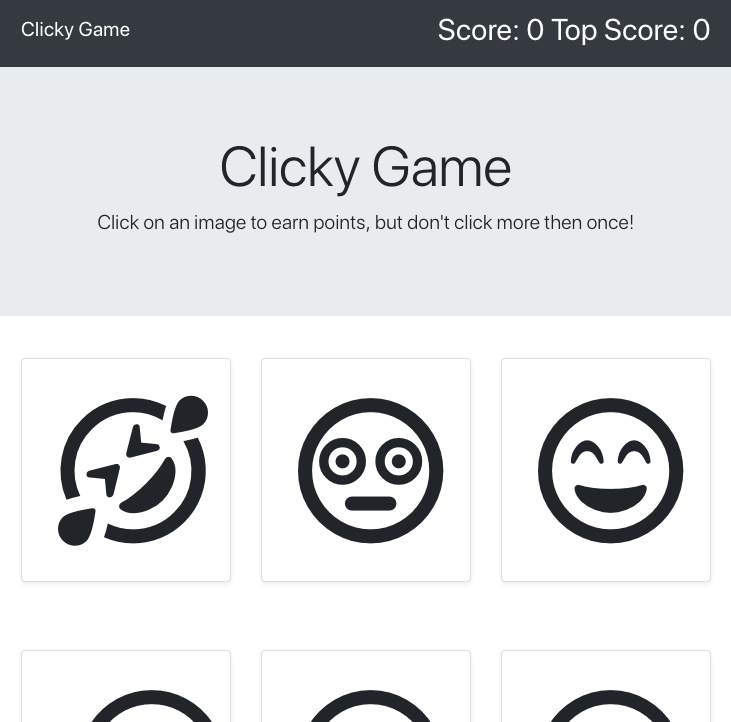 Clicky Game
Score: 0 Top Score: 0
Clicky Game
Click on an image to earn points, but don't click more then once!